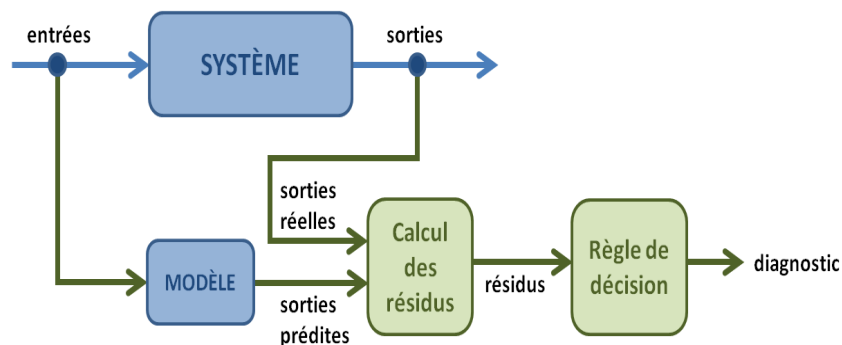 entrées
sorties
SYSTÈME
sorties
réelles
Calcul
des
résidus
Règle de
décision
diagnostic
MODÈLE
résidus
sorties
prédites